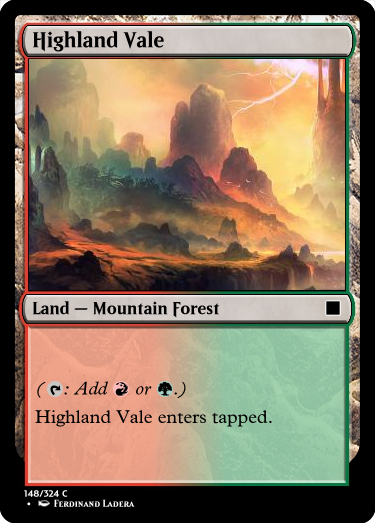 Highland Vale
Land — Mountain Forest
( : Add or .)
Highland Vale enters tapped.
148/324 C
• Ferdinand Ladera